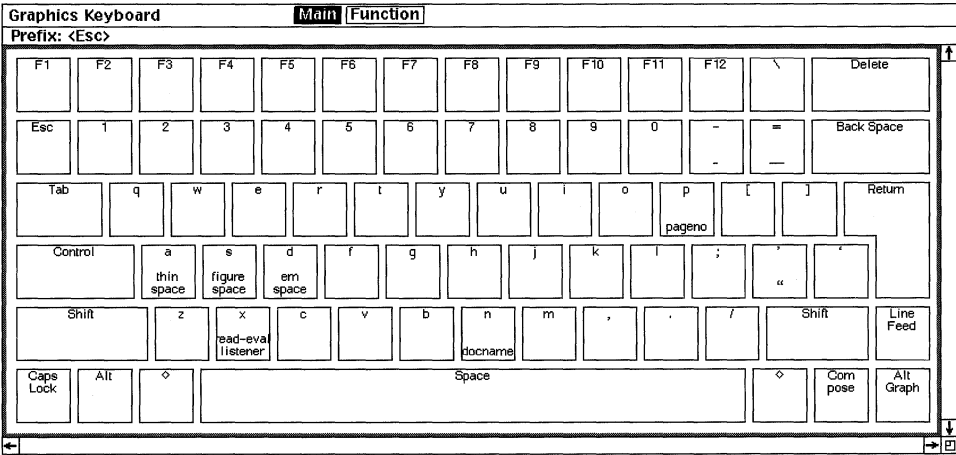 Graphics Keyboard Main Function
Prefix: <Esc>
F1 F2 F3 F4 F5 F6 F7 F8 F9 F10 F11 F12 \ Delete
Esc 1 2 3 4 5 6 7 8 9 0 - = Back Space
- —
Tab q w e r t y u i o p [ ] Return
pageno
Control a s d f g h j k l ; ' ‘
thin figure em “
space space space
Shift z x c v b n m , . / Shift Line
Feed
read-eval docname
listener
Caps Alt ◇ Space ◇ Com Alt
Lock pose Graph